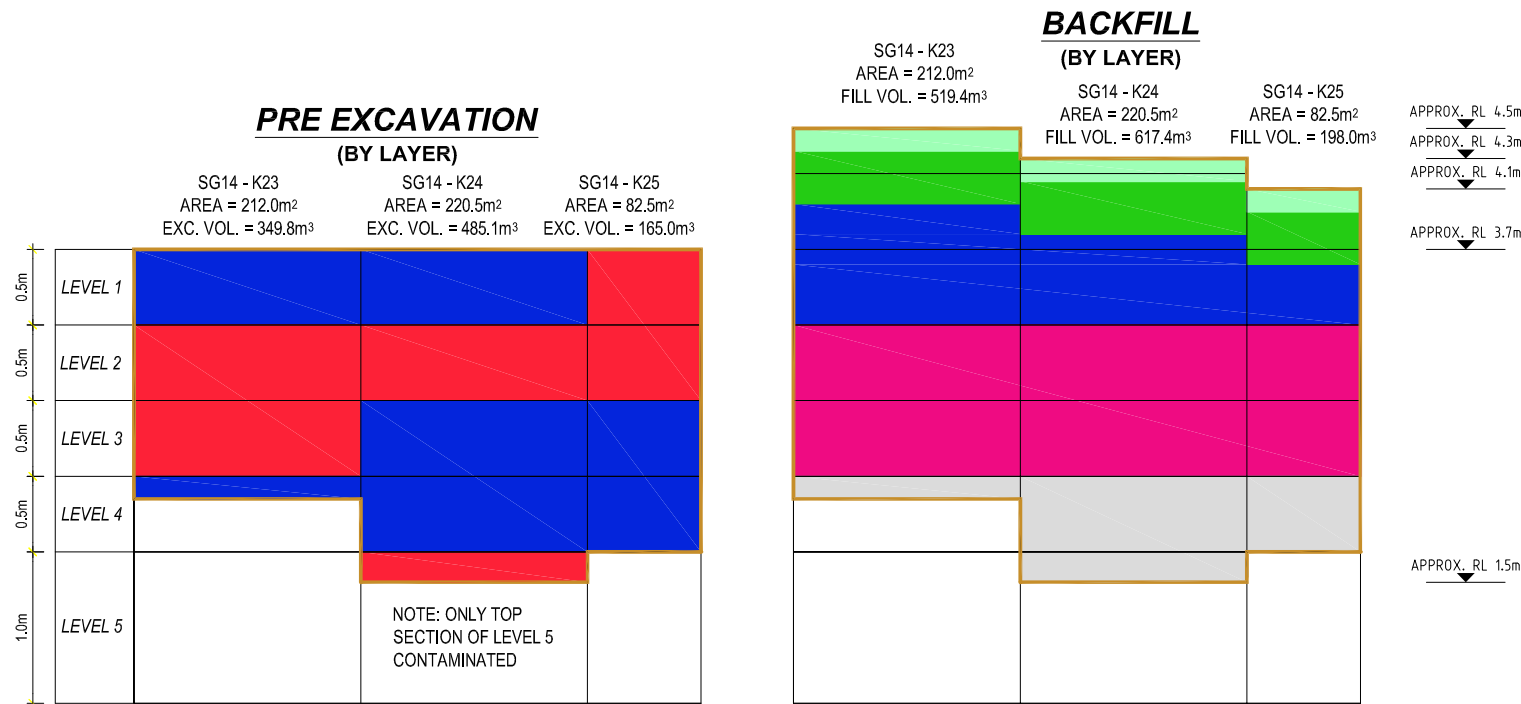 PRE EXCAVATION
(BY LAYER)
SG14 - K23
AREA = 212.0m²
EXC. VOL. = 349.8m³
SG14 - K24
AREA = 220.5m²
EXC. VOL. = 485.1m³
SG14 - K25
AREA = 82.5m²
EXC. VOL. = 165.0m³
0.5m
LEVEL 1
0.5m
LEVEL 2
0.5m
LEVEL 3
0.5m
LEVEL 4
1.0m
LEVEL 5
NOTE: ONLY TOP
SECTION OF LEVEL 5
CONTAMINATED
BACKFILL
(BY LAYER)
SG14 - K23
AREA = 212.0m²
FILL VOL. = 519.4m³
SG14 - K24
AREA = 220.5m²
FILL VOL. = 617.4m³
SG14 - K25
AREA = 82.5m²
FILL VOL. = 198.0m³
APPROX. RL 4.5m
APPROX. RL 4.3m
APPROX. RL 4.1m
APPROX. RL 3.7m
APPROX. RL 1.5m